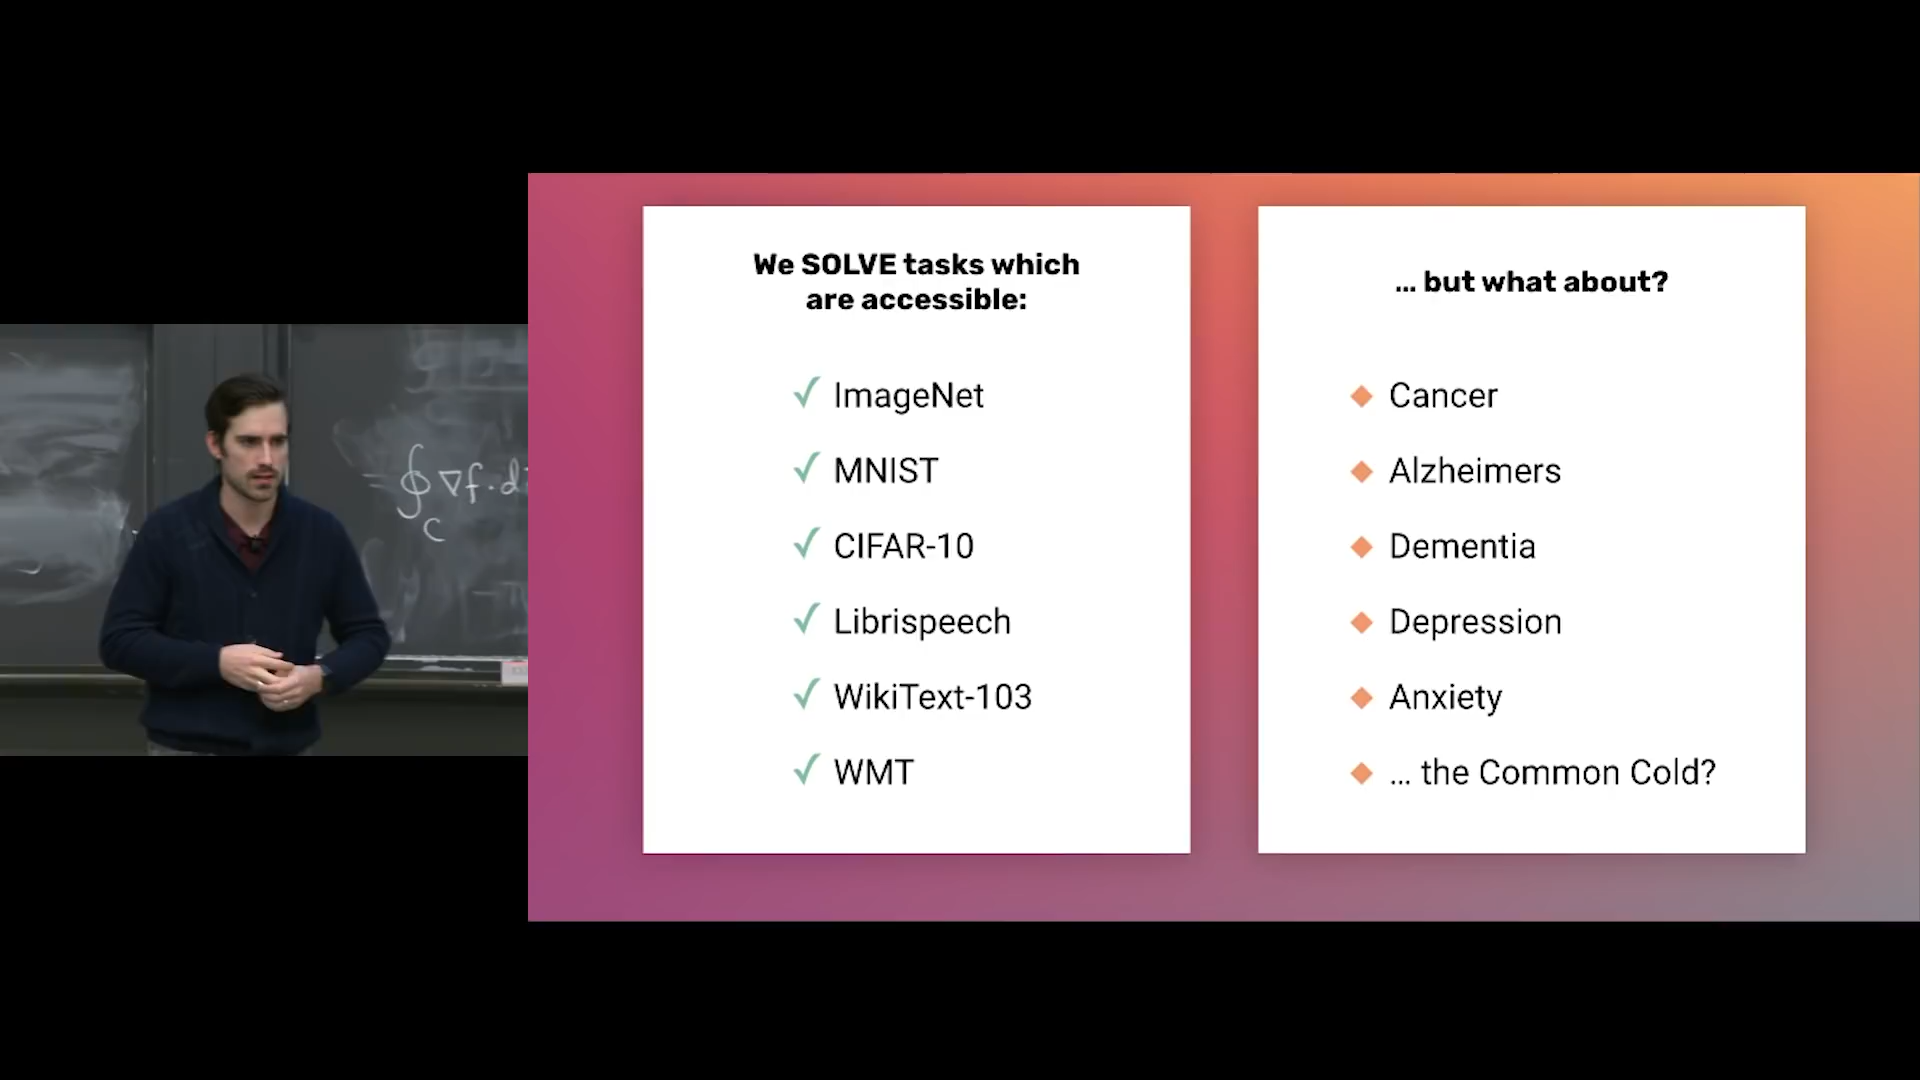 We SOLVE tasks which
are accessible:
✓ ImageNet
✓ MNIST
✓ CIFAR-10
✓ Librispeech
✓ WikiText-103
✓ WMT
... but what about?
◆ Cancer
◆ Alzheimers
◆ Dementia
◆ Depression
◆ Anxiety
◆ ... the Common Cold?
= ∮ ∇f · d
C